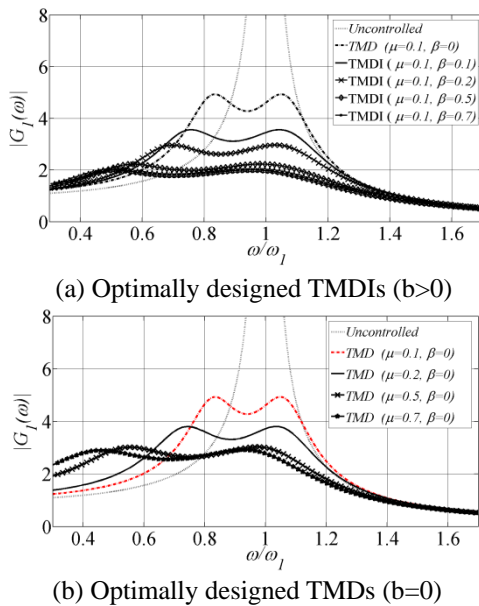 8
6
4
2
0
|G₁(ω)|
Uncontrolled
TMD (μ=0.1, β=0)
TMDI ( μ=0.1, β=0.1)
TMDI ( μ=0.1, β=0.2)
TMDI ( μ=0.1, β=0.5)
TMDI ( μ=0.1, β=0.7)
0.4 0.6 0.8 1 1.2 1.4 1.6
ω/ω₁
(a) Optimally designed TMDIs (b>0)
8
6
4
2
0
|G₁(ω)|
Uncontrolled
TMD (μ=0.1, β=0)
TMD (μ=0.2, β=0)
TMD (μ=0.5, β=0)
TMD (μ=0.7, β=0)
0.4 0.6 0.8 1 1.2 1.4 1.6
ω/ω₁
(b) Optimally designed TMDs (b=0)